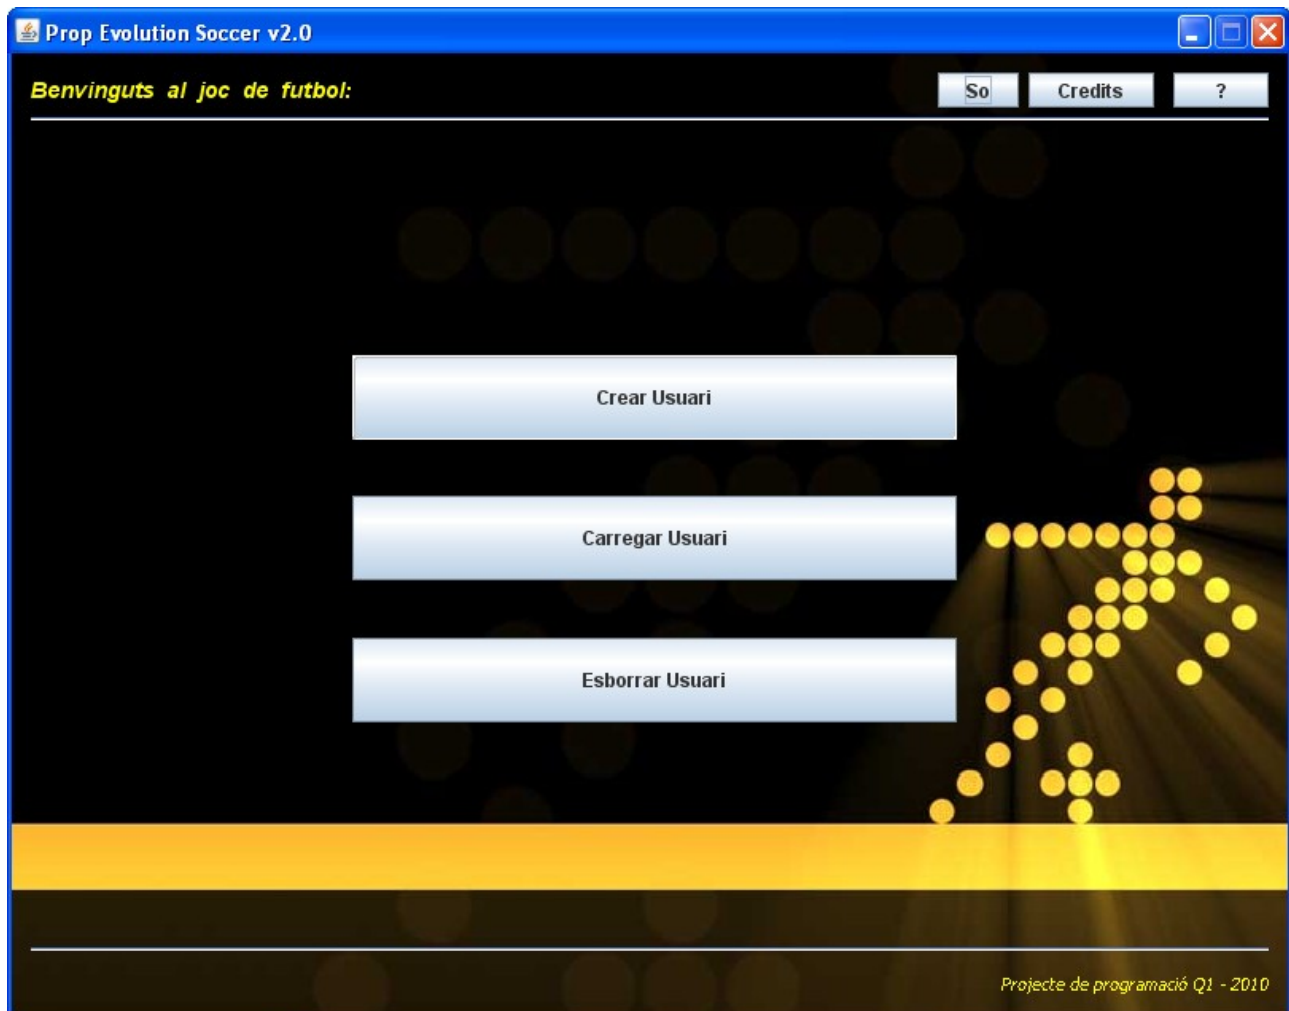 Prop Evolution Soccer v2.0
Benvinguts al joc de futbol:
So
Credits
?
Crear Usuari
Carregar Usuari
Esborrar Usuari
Projecte de programació Q1 - 2010